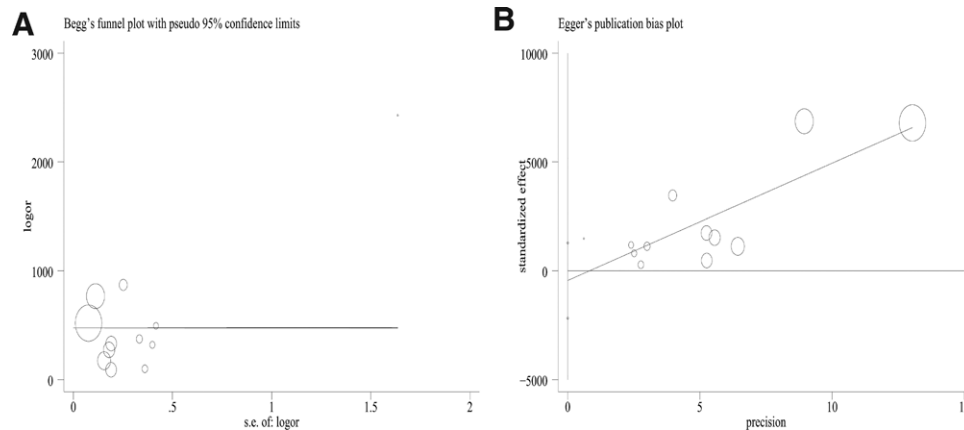 A
Begg's funnel plot with pseudo 95% confidence limits
3000
2000
1000
0
logor
0
.5
1
1.5
2
s.e. of: logor
B
Egger's publication bias plot
10000
5000
0
-5000
standardized effect
0
5
10
15
precision